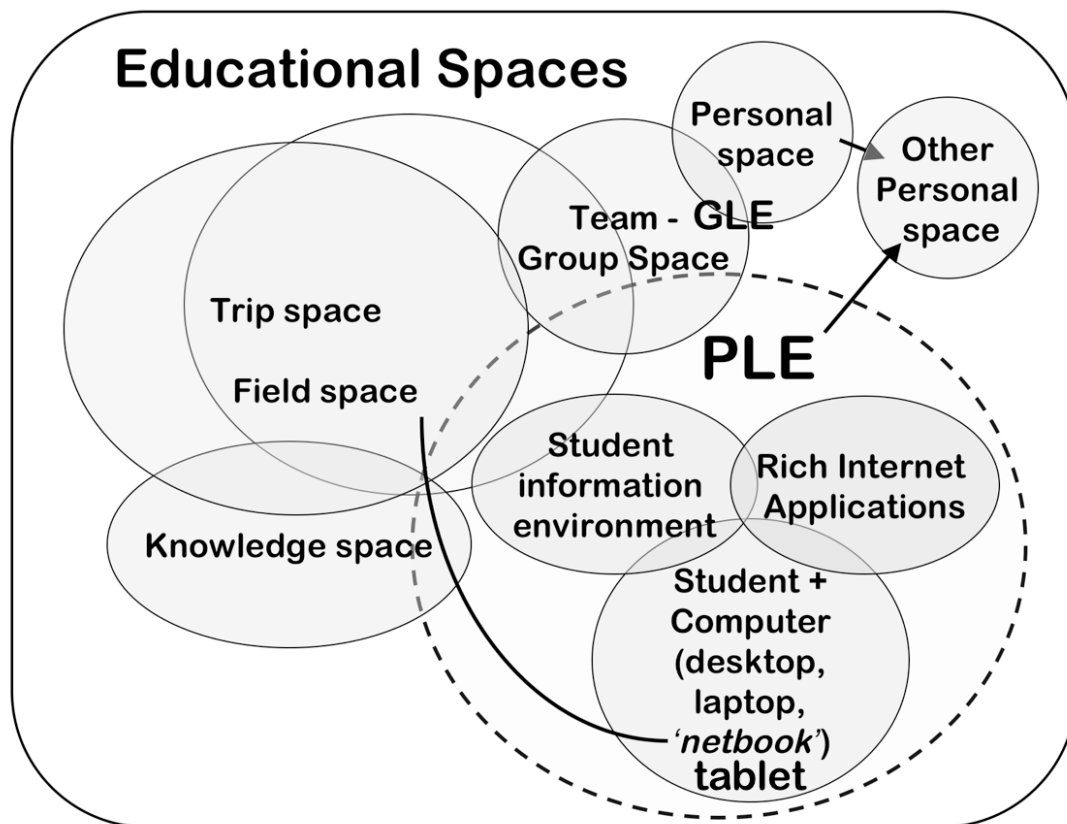 Educational Spaces
Personal
space
Other
Personal
space
Team - GLE
Group Space
Trip space
Field space
PLE
Student
information
environment
Rich Internet
Applications
Knowledge space
Student +
Computer
(desktop,
laptop,
‘netbook’)
tablet